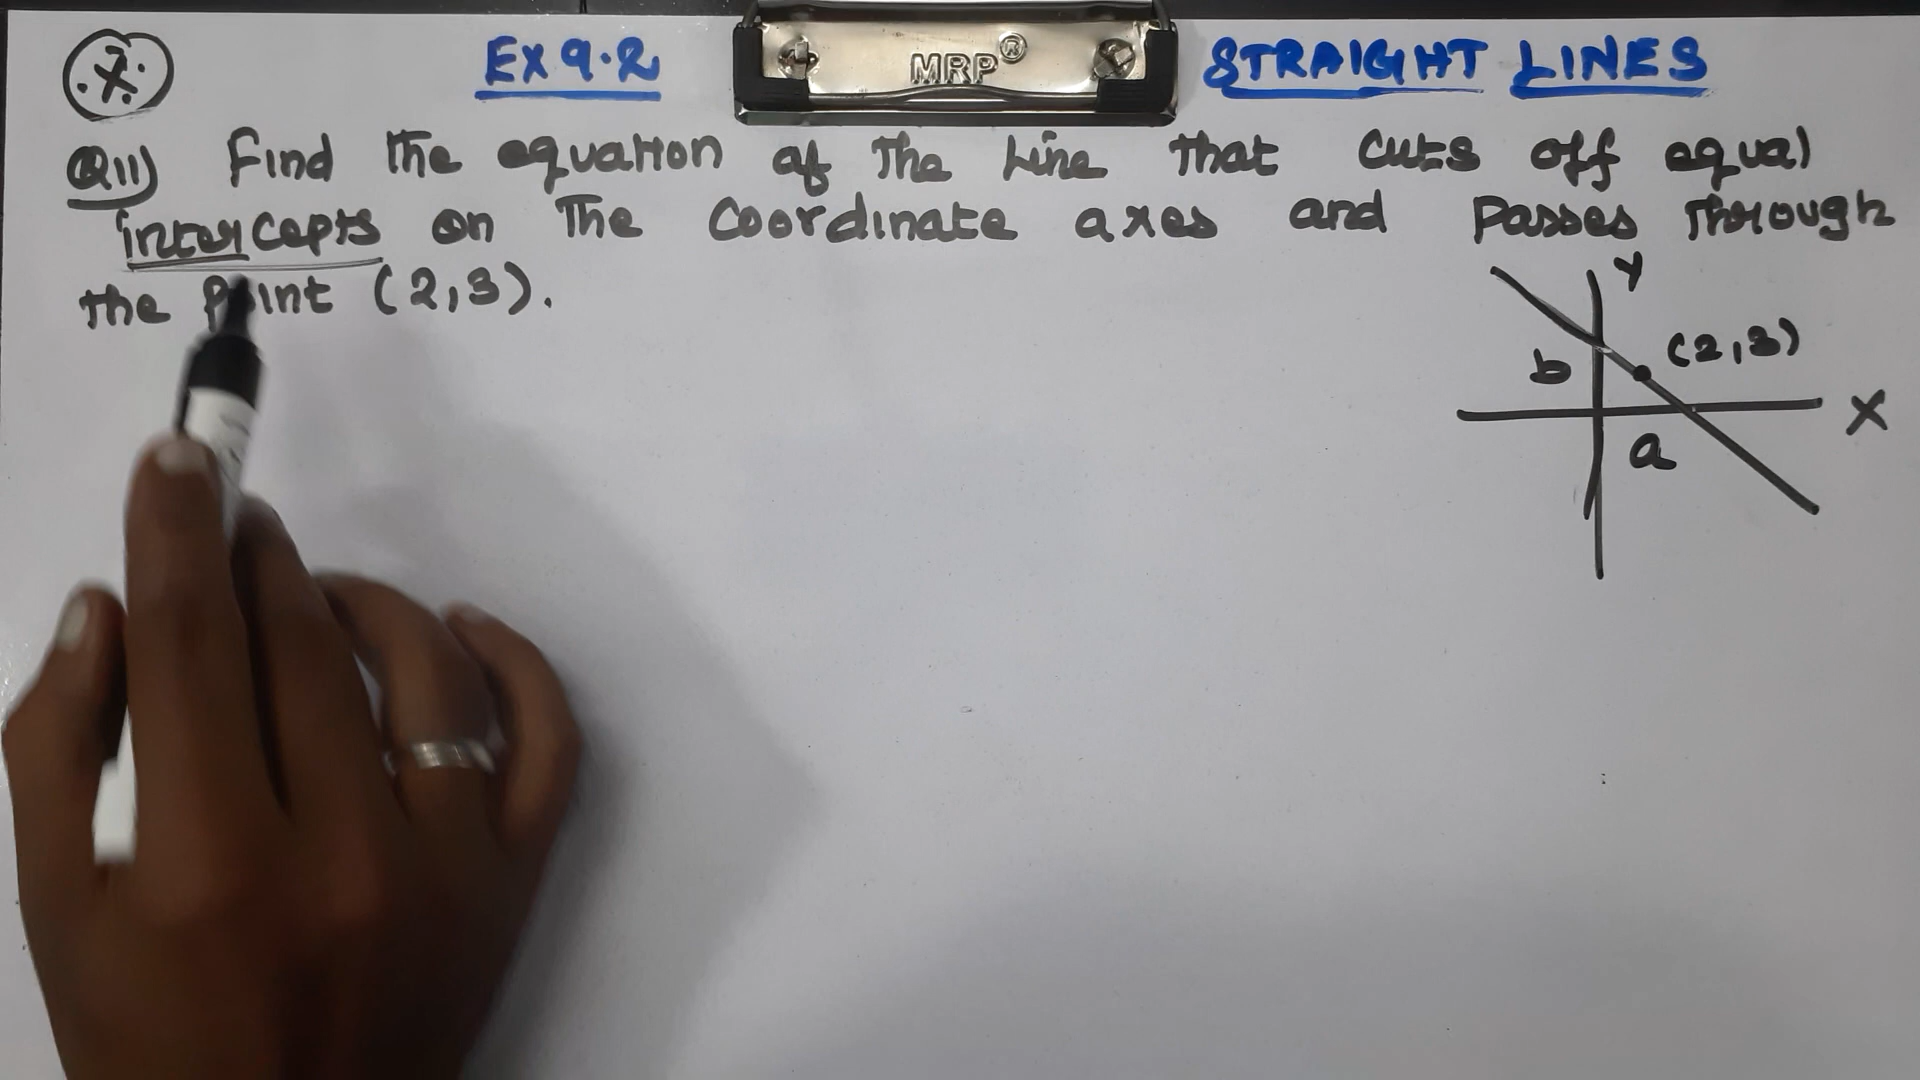 Ex 9.2
MRP®
STRAIGHT LINES
Q11) Find the equation of the line that cuts off equal
intercepts on the coordinate axes and passes through
the point (2,3).
Y
(2,3)
b
X
a